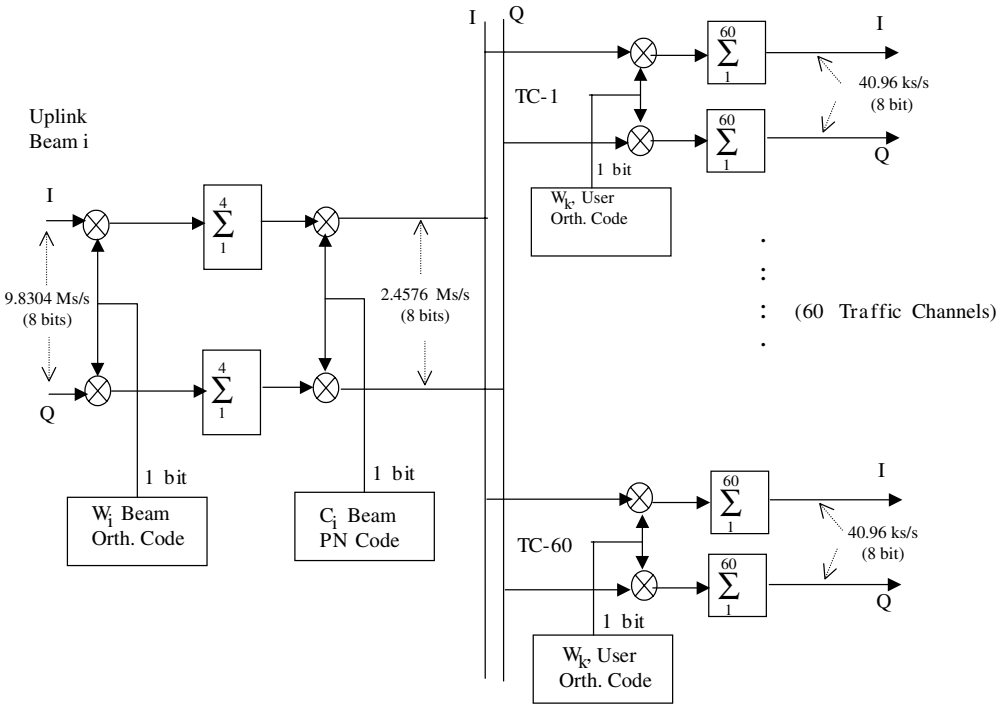 I
Q
Uplink
Beam i
I
9.8304 Ms/s
(8 bits)
Q
4
Σ
1
4
Σ
1
1 bit
W_i Beam
Orth. Code
1 bit
C_i Beam
PN Code
2.4576 Ms/s
(8 bits)
TC-1
60
Σ
1
60
Σ
1
I
40.96 ks/s
(8 bit)
Q
1 bit
W_k, User
Orth. Code
(60 Traffic Channels)
TC-60
60
Σ
1
60
Σ
1
I
40.96 ks/s
(8 bit)
Q
1 bit
W_k, User
Orth. Code